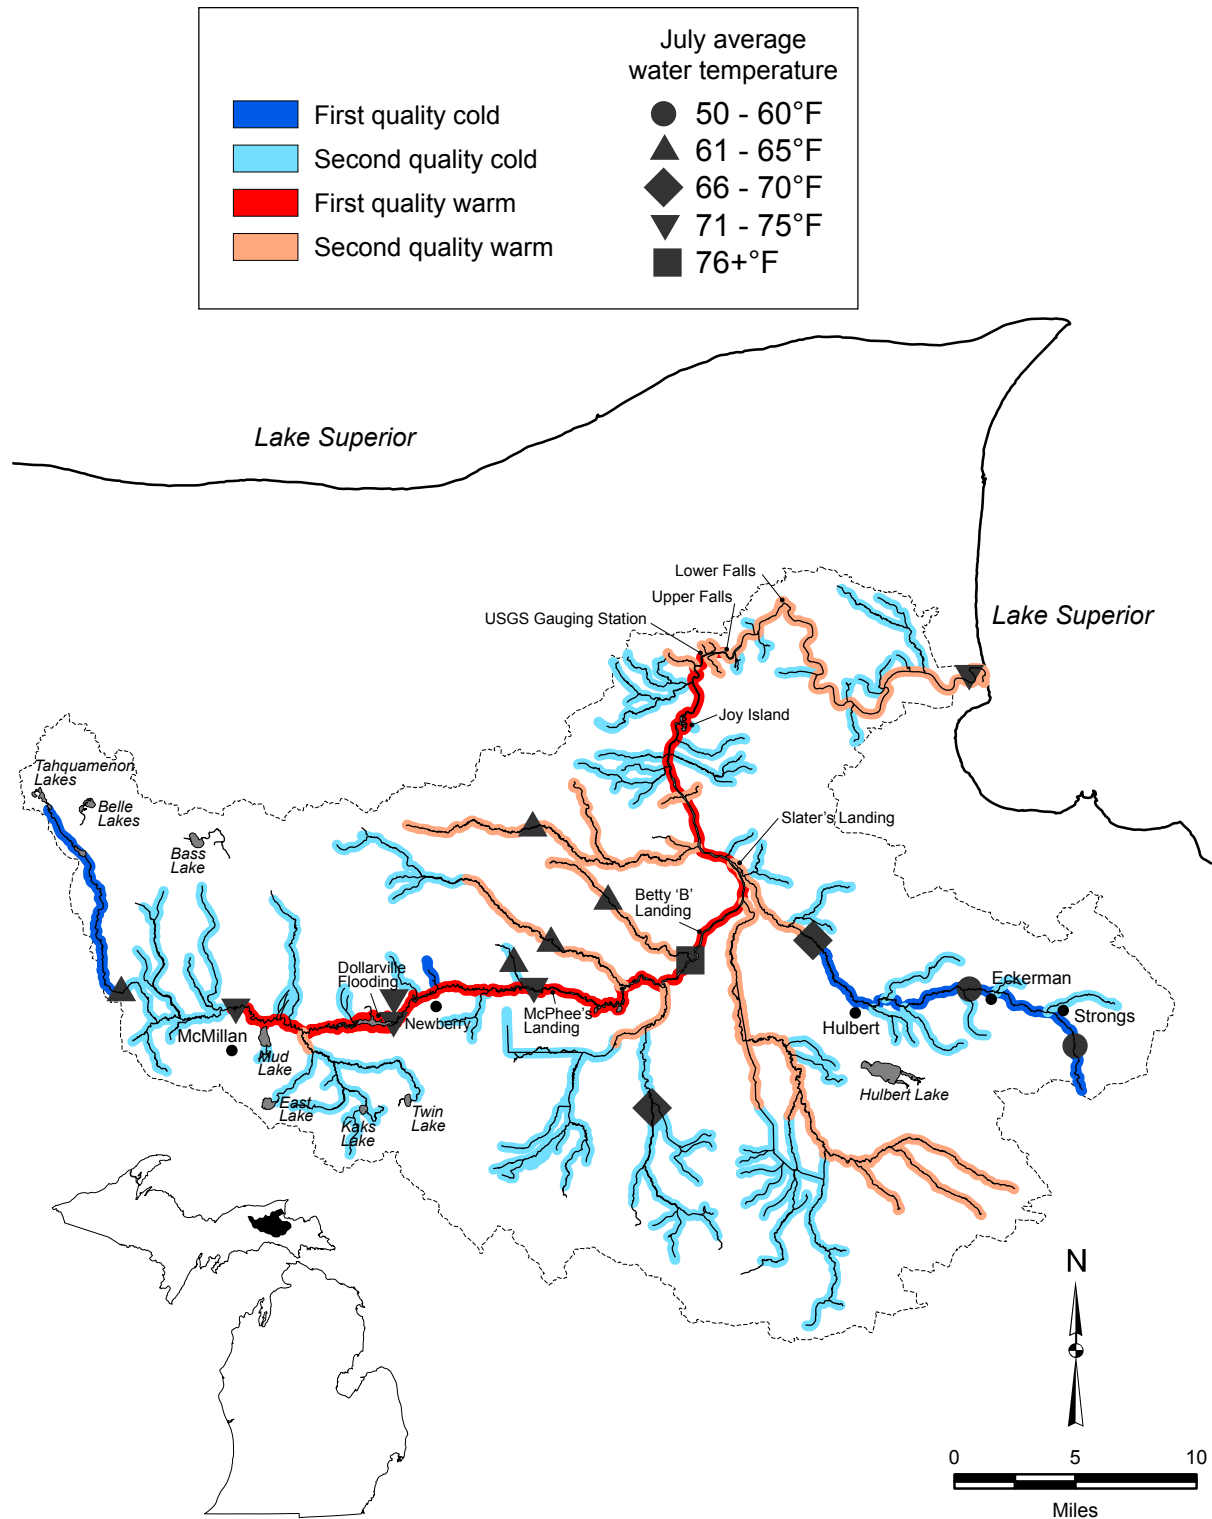 July average
water temperature
First quality cold
Second quality cold
First quality warm
Second quality warm
50 - 60°F
61 - 65°F
66 - 70°F
71 - 75°F
76+°F
Lake Superior
Lake Superior
Lower Falls
Upper Falls
USGS Gauging Station
Joy Island
Tahquamenon
Lakes
Belle
Lakes
Bass
Lake
Slater's Landing
Betty 'B'
Landing
Dollarville
Flooding
McPhee's
Landing
Newberry
McMillan
Mud
Lake
East
Lake
Kaks
Lake
Twin
Lake
Eckerman
Strongs
Hulbert
Hulbert Lake
N
0 5 10
Miles